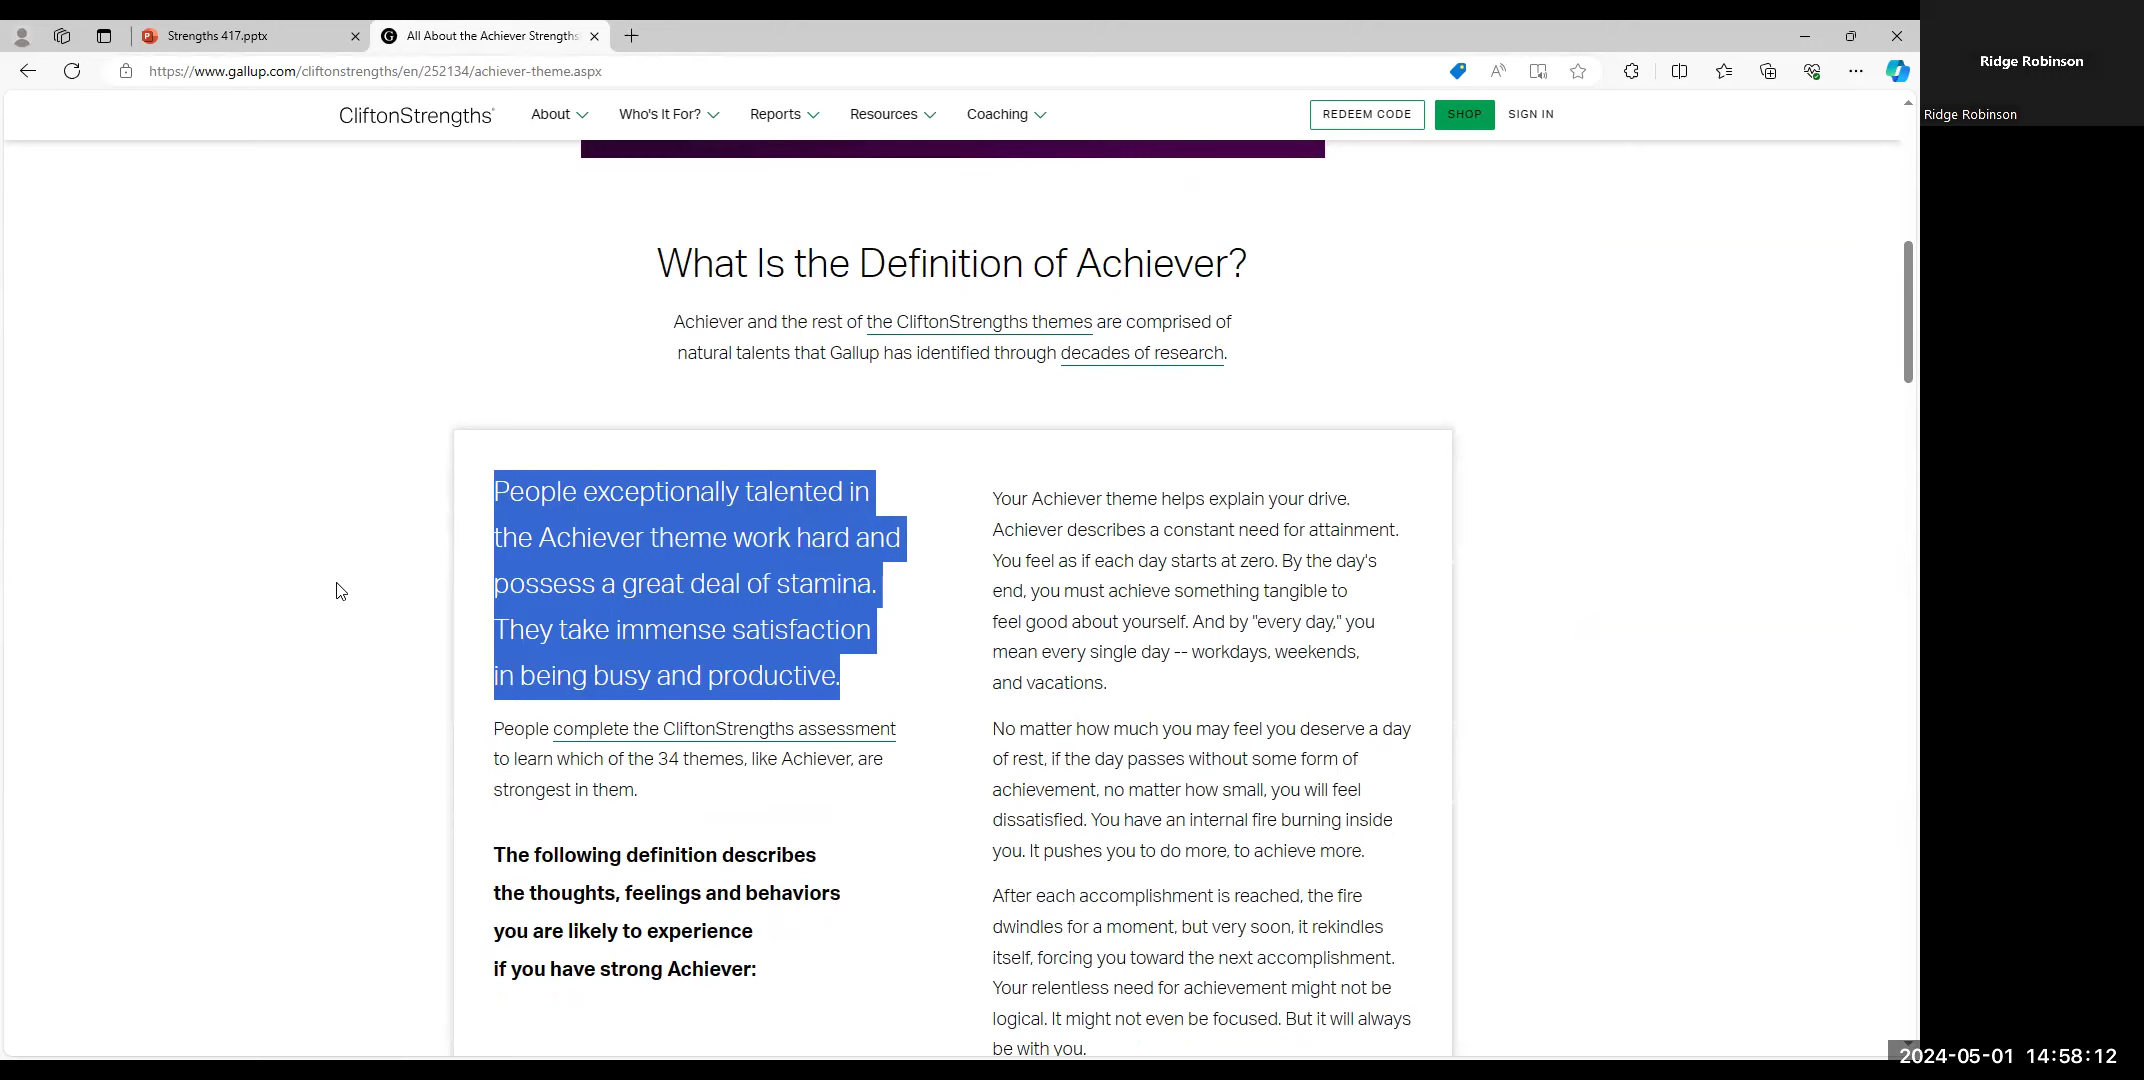 Strengths 417.pptx
All About the Achiever Strengths
https://www.gallup.com/cliftonstrengths/en/252134/achiever-theme.aspx
Ridge Robinson
Ridge Robinson
CliftonStrengths®
About
Who's It For?
Reports
Resources
Coaching
REDEEM CODE
SHOP
SIGN IN
What Is the Definition of Achiever?
Achiever and the rest of the CliftonStrengths themes are comprised of
natural talents that Gallup has identified through decades of research.
People exceptionally talented in
the Achiever theme work hard and
possess a great deal of stamina.
They take immense satisfaction
in being busy and productive.
People complete the CliftonStrengths assessment
to learn which of the 34 themes, like Achiever, are
strongest in them.
The following definition describes
the thoughts, feelings and behaviors
you are likely to experience
if you have strong Achiever:
Your Achiever theme helps explain your drive.
Achiever describes a constant need for attainment.
You feel as if each day starts at zero. By the day's
end, you must achieve something tangible to
feel good about yourself. And by "every day," you
mean every single day -- workdays, weekends,
and vacations.
No matter how much you may feel you deserve a day
of rest, if the day passes without some form of
achievement, no matter how small, you will feel
dissatisfied. You have an internal fire burning inside
you. It pushes you to do more, to achieve more.
After each accomplishment is reached, the fire
dwindles for a moment, but very soon, it rekindles
itself, forcing you toward the next accomplishment.
Your relentless need for achievement might not be
logical. It might not even be focused. But it will always
be with you.
2024-05-01 14:58:12